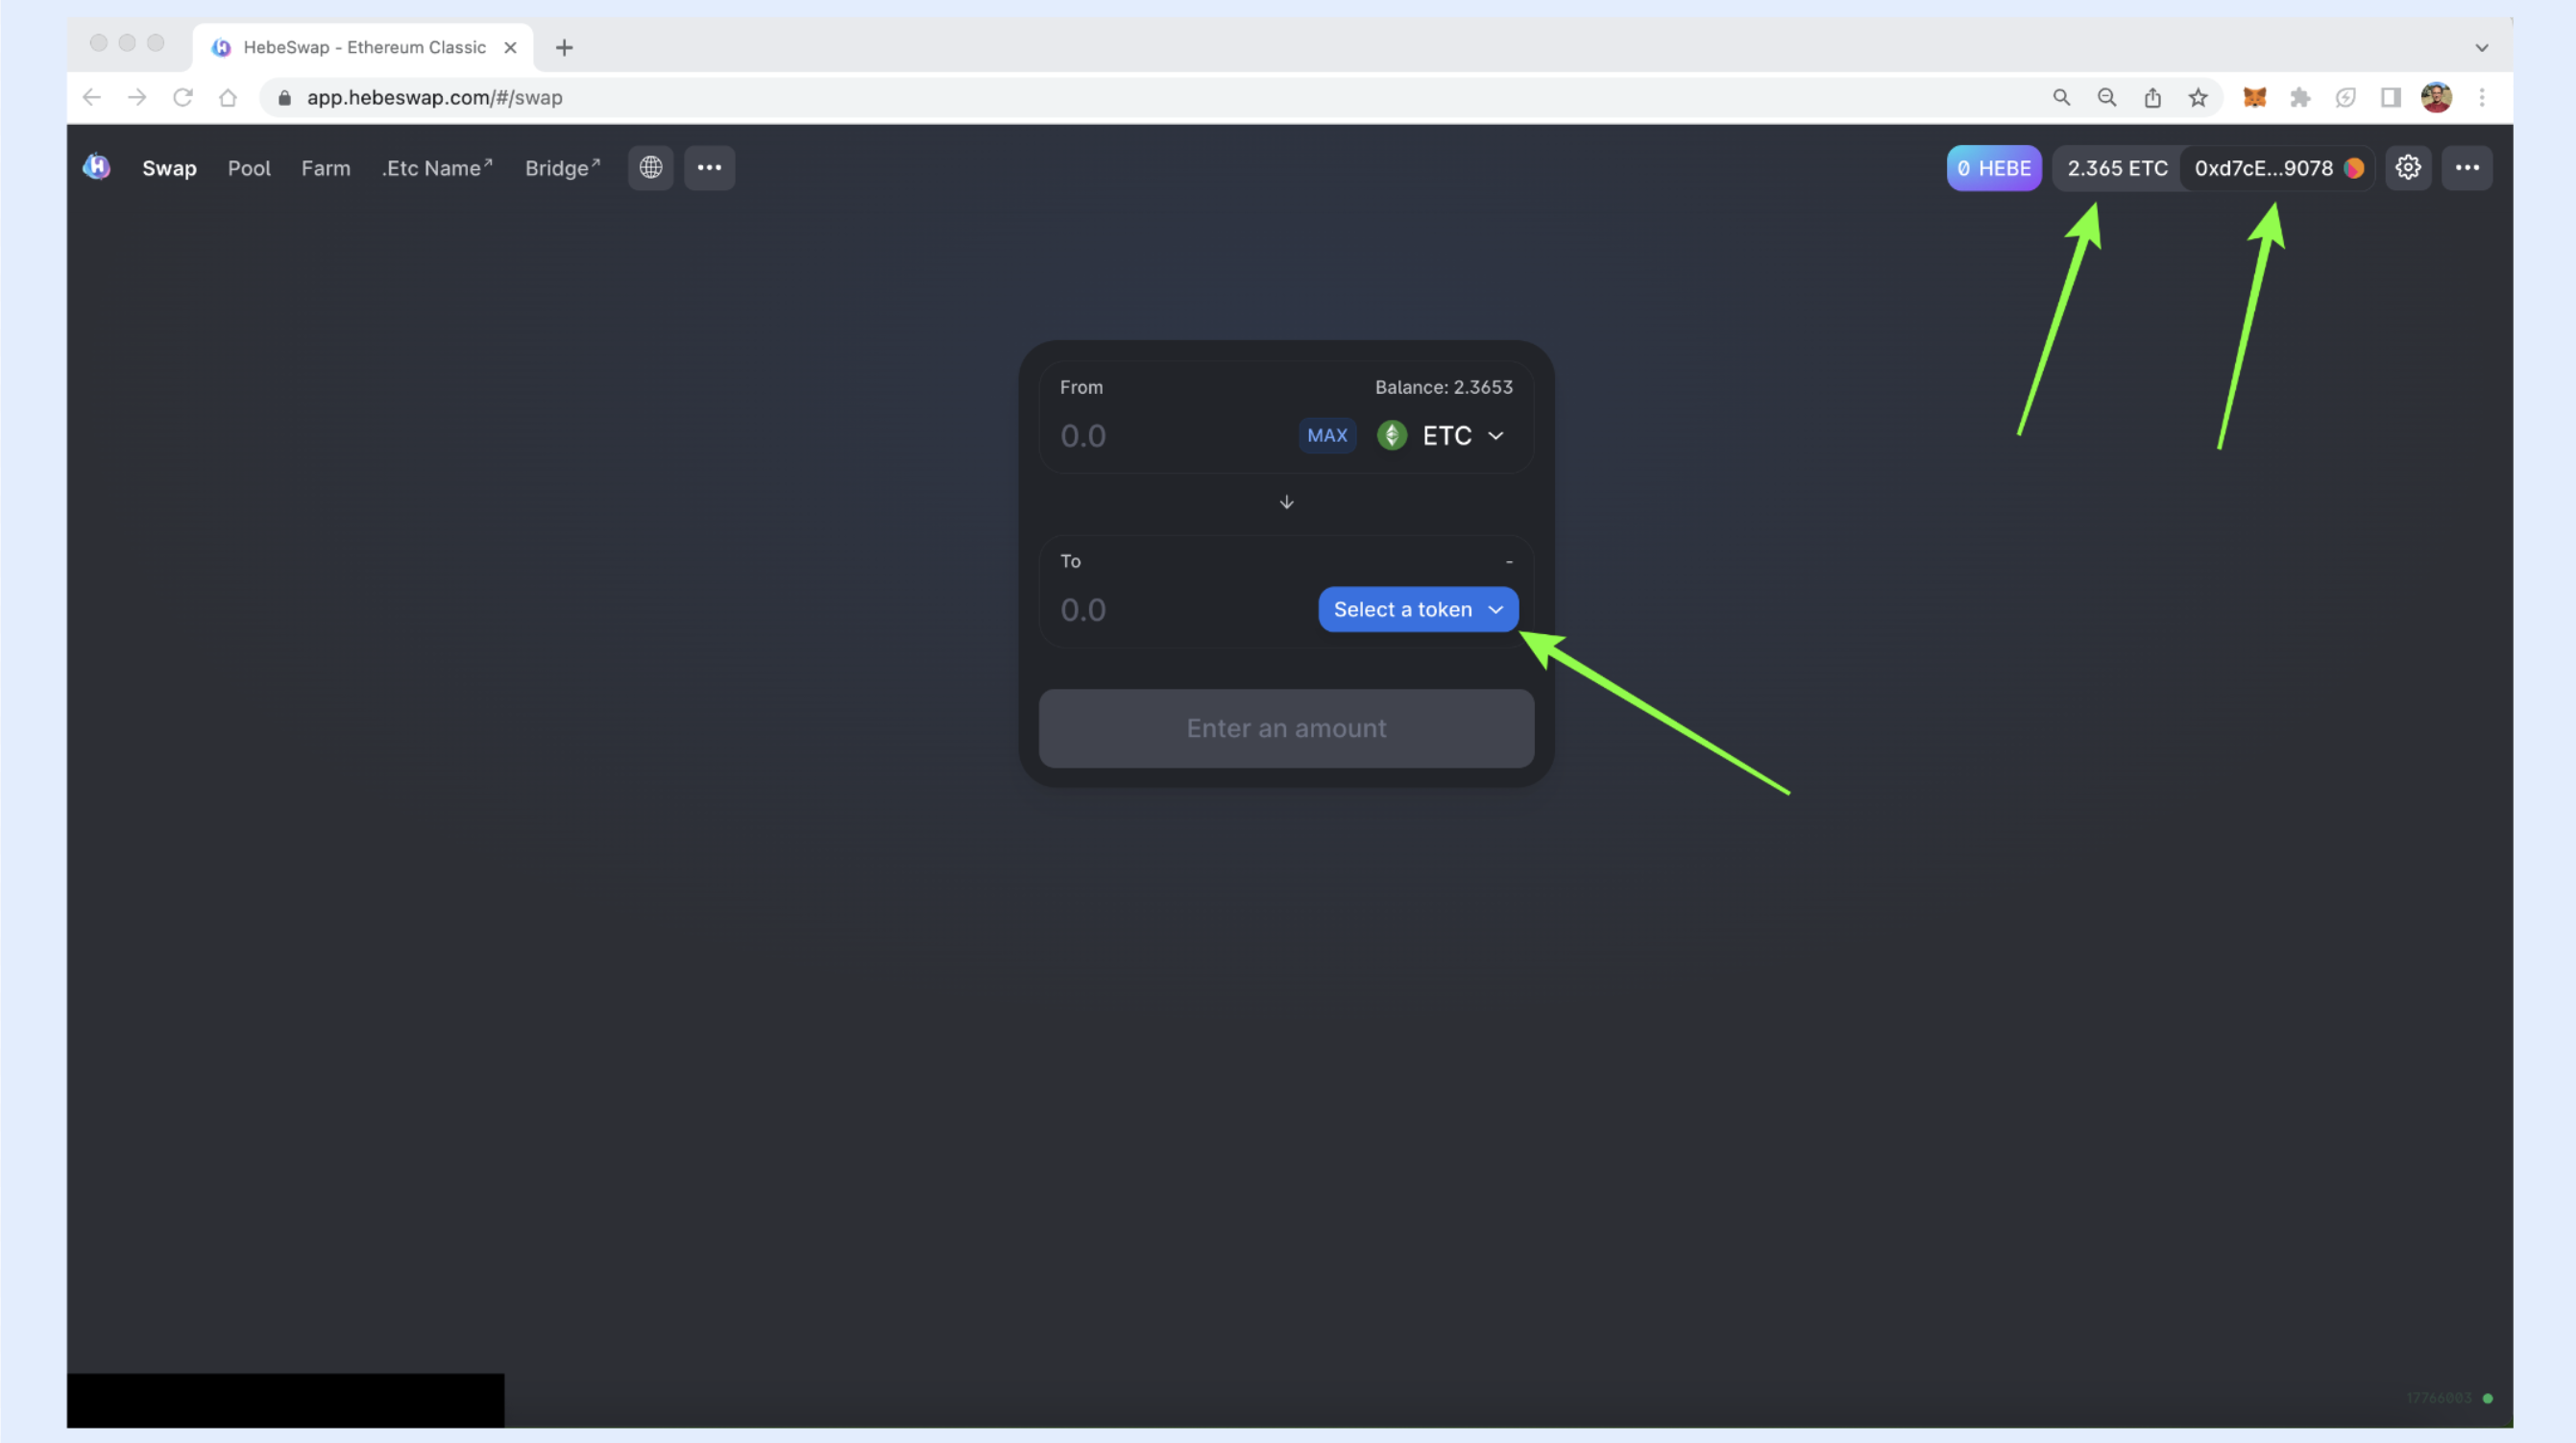 HebeSwap - Ethereum Classic
app.hebeswap.com/#/swap
Swap Pool Farm .Etc Name↗ Bridge↗ 0 HEBE 2.365 ETC 0xd7cE...9078
From Balance: 2.3653
0.0 MAX ETC
To -
0.0 Select a token
Enter an amount
17766003